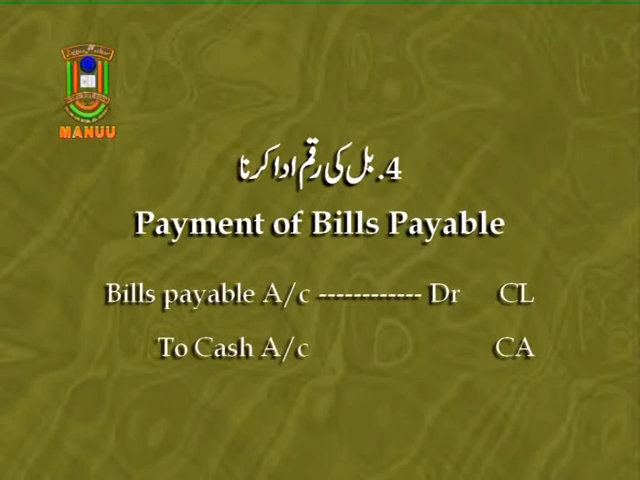 MANUU
4. بل کی رقم ادا کرنا
Payment of Bills Payable
Bills payable A/c ------------ Dr CL
To Cash A/c CA